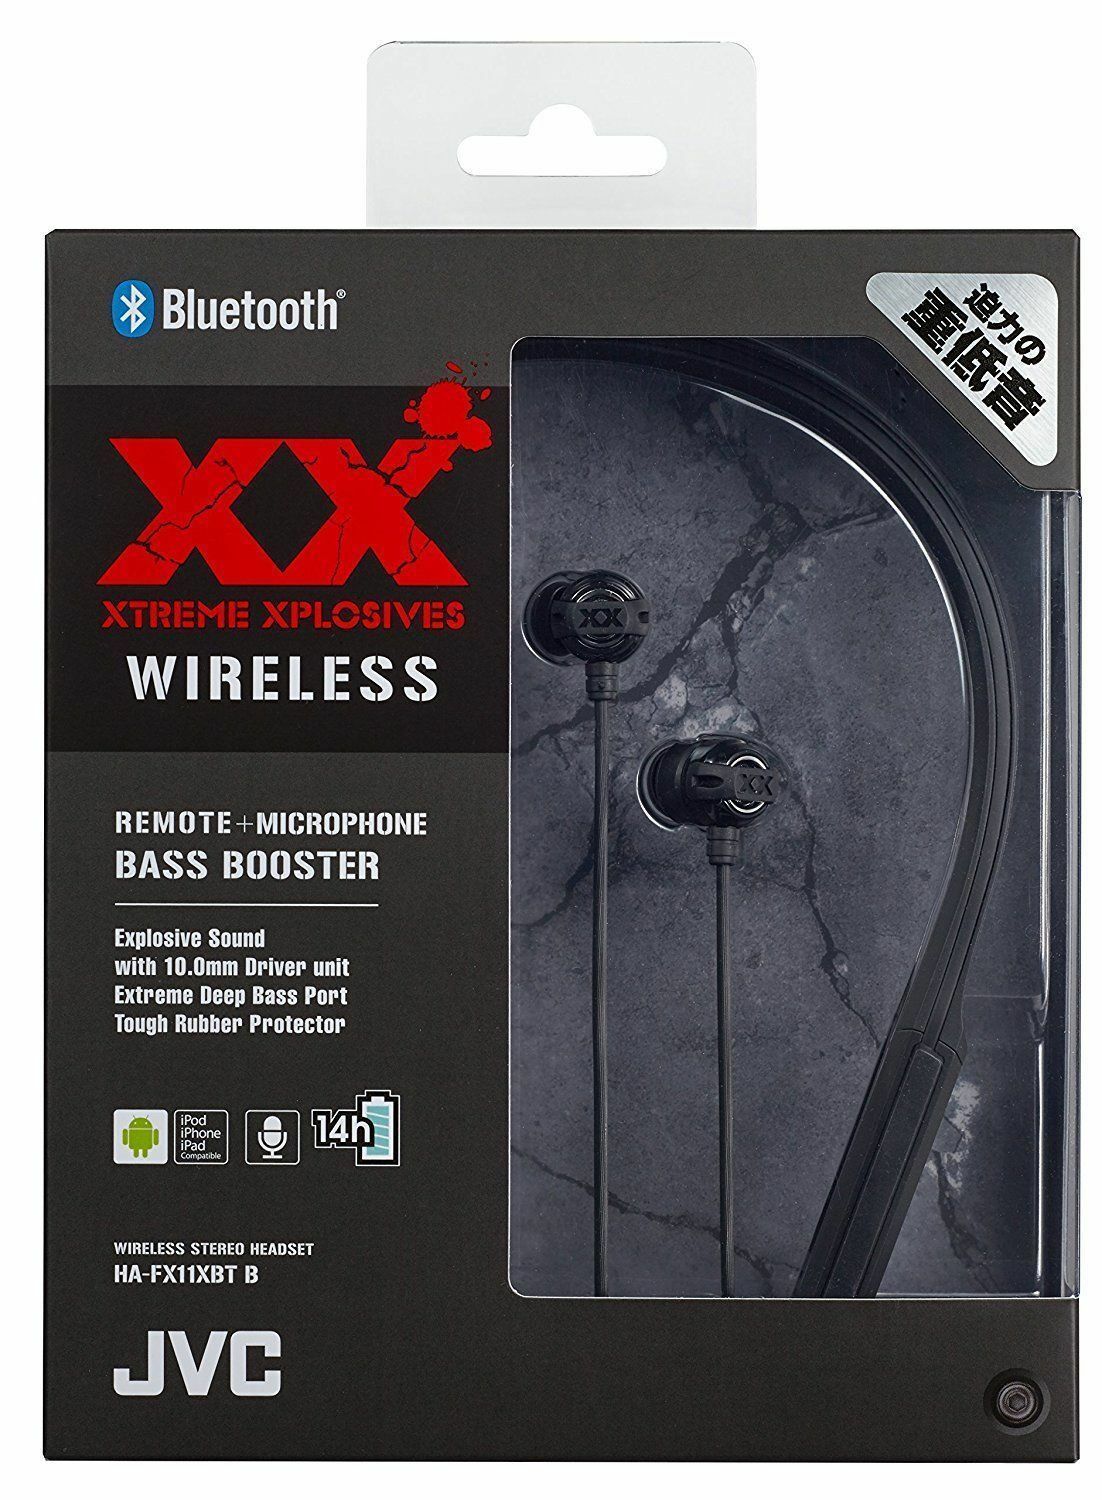 Bluetooth®
迫力の
重低音
XX
XTREME XPLOSIVES
WIRELESS
XX
XX
REMOTE+MICROPHONE
BASS BOOSTER
Explosive Sound
with 10.0mm Driver unit
Extreme Deep Bass Port
Tough Rubber Protector
iPod
iPhone
iPad
Compatible
14h
WIRELESS STEREO HEADSET
HA-FX11XBT B
JVC